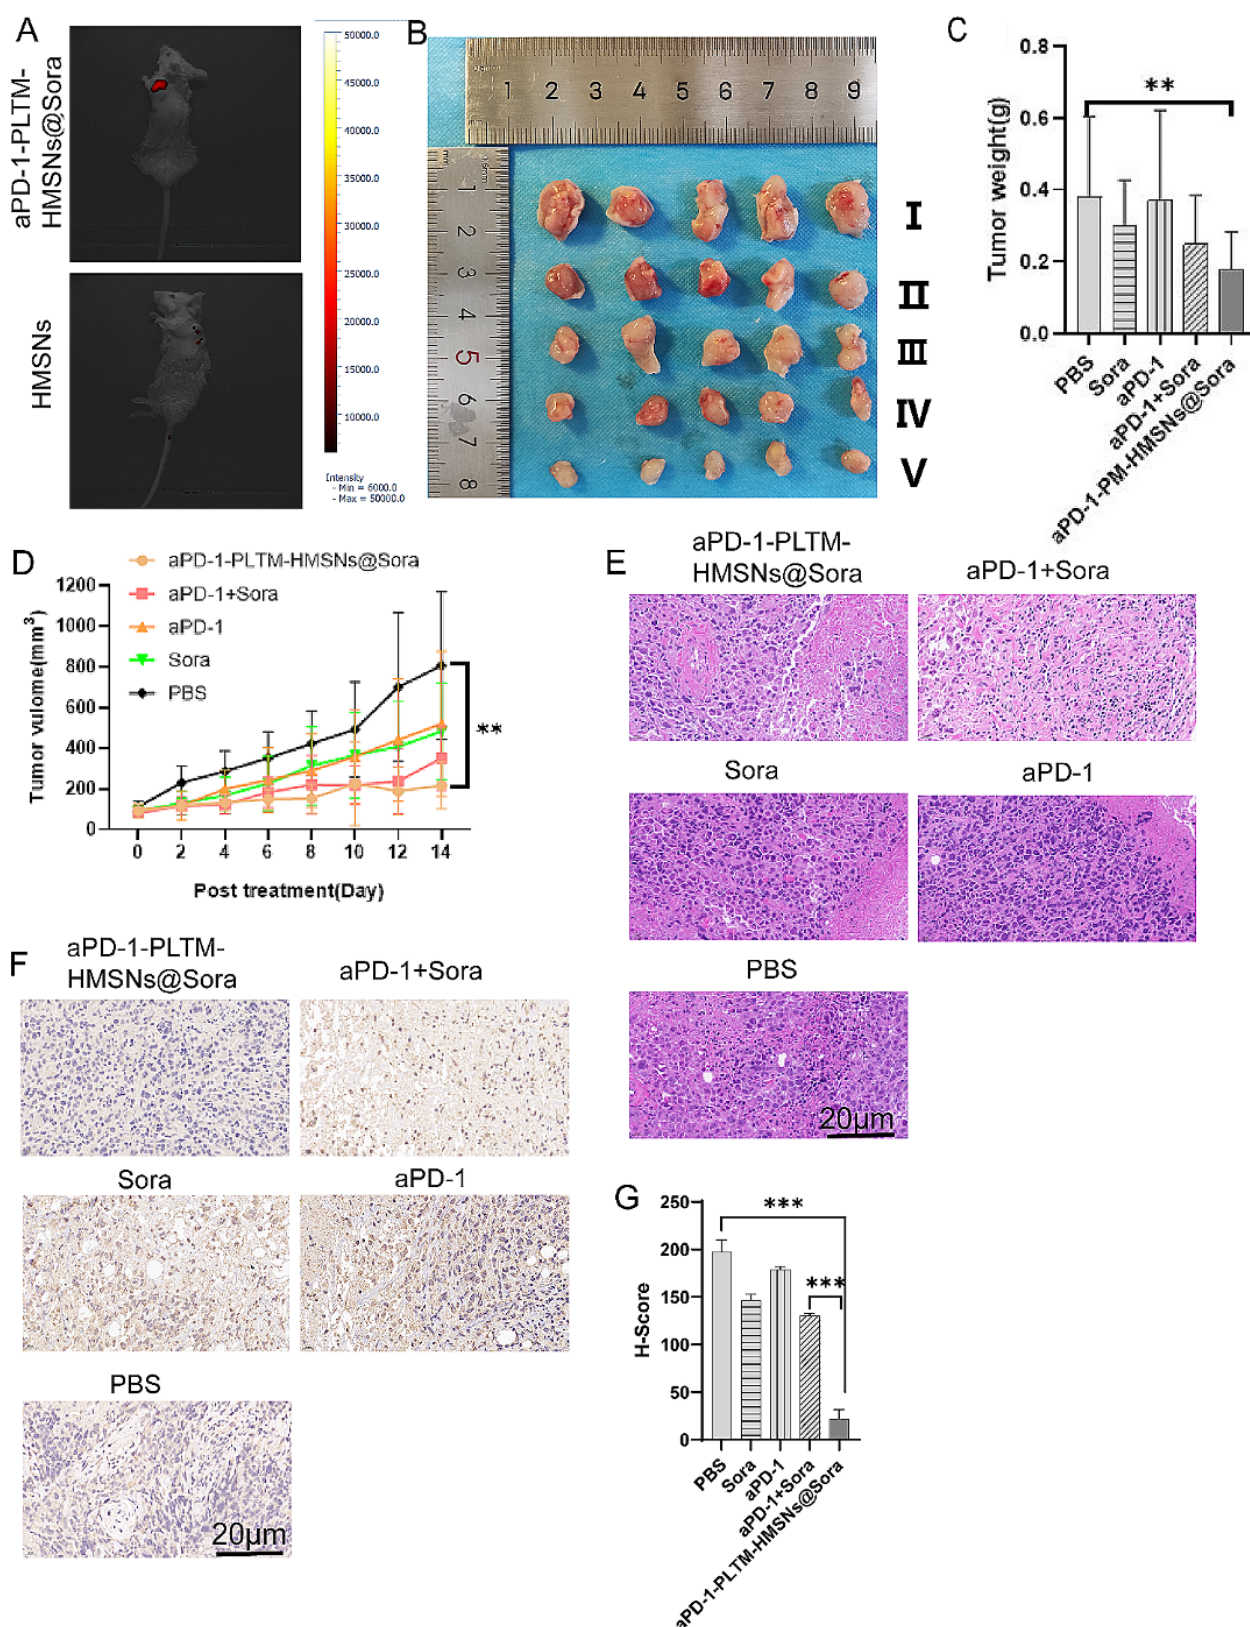 A
aPD-1-PLTM-
HMSNs@Sora
HMSNs
50000.0
45000.0
40000.0
35000.0
30000.0
25000.0
20000.0
15000.0
10000.0
Intensity
- Min = 6000.0
- Max = 50000.0
B
1 2 3 4 5 6 7 8 9
mm
0.5mm
1
2
3
4
5
6
7
8
I
II
III
IV
V
C
Tumor weight(g)
0.8
0.6
0.4
0.2
0.0
**
PBS
Sora
aPD-1
aPD-1+Sora
aPD-1-PM-HMSNs@Sora
D
aPD-1-PLTM-HMSNs@Sora
aPD-1+Sora
aPD-1
Sora
PBS
Tumor vulome(mm³)
1200
1000
800
600
400
200
0
**
0 2 4 6 8 10 12 14
Post treatment(Day)
E
aPD-1-PLTM-
HMSNs@Sora
aPD-1+Sora
Sora
aPD-1
PBS
20µm
F
aPD-1-PLTM-
HMSNs@Sora
aPD-1+Sora
Sora
aPD-1
PBS
20µm
G
H-Score
250
200
150
100
50
0
***
***
PBS
Sora
aPD-1
aPD-1+Sora
aPD-1-PLTM-HMSNs@Sora